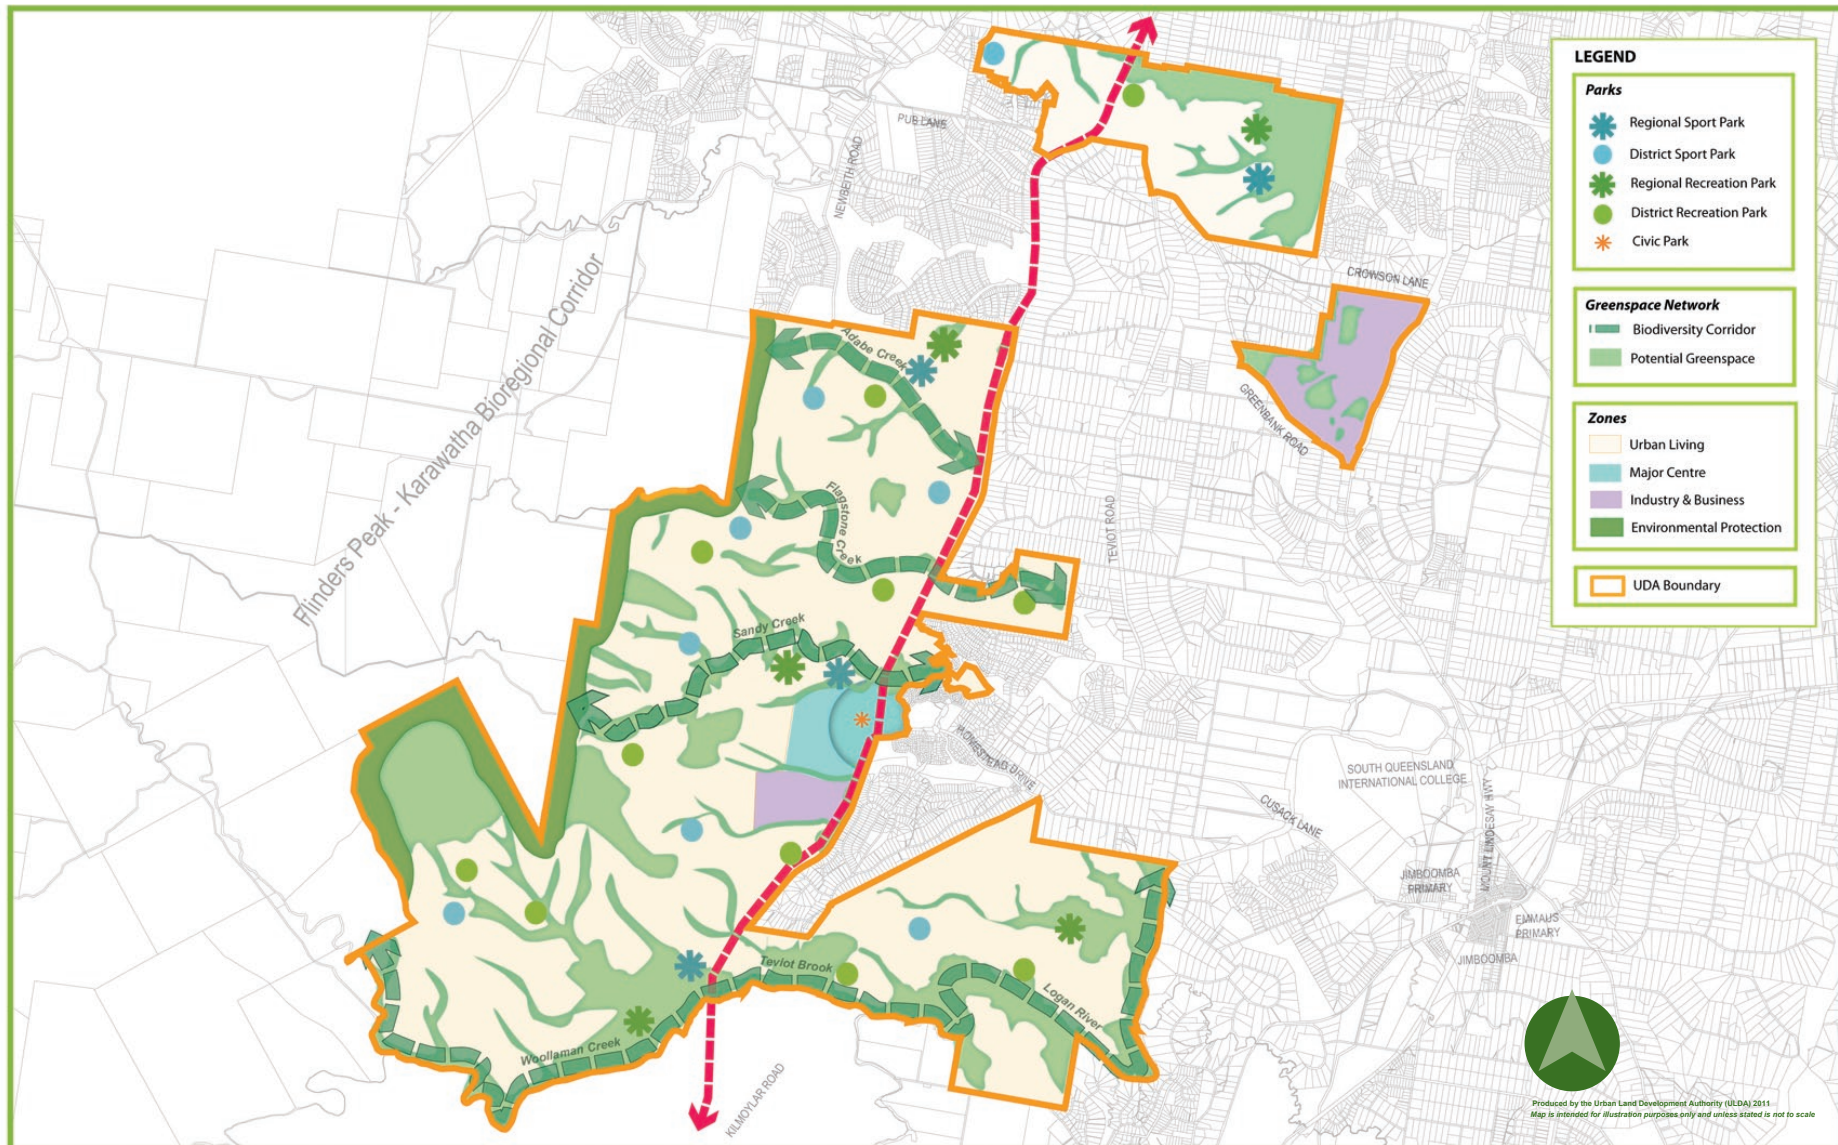 LEGEND
Parks
Regional Sport Park
District Sport Park
Regional Recreation Park
District Recreation Park
Civic Park
Greenspace Network
Biodiversity Corridor
Potential Greenspace
Zones
Urban Living
Major Centre
Industry & Business
Environmental Protection
UDA Boundary
PUB LANE
NEWBEITH ROAD
CROWSON LANE
Flinders Peak - Karawatha Bioregional Corridor
Adabe Creek
GREENBANK ROAD
Flagstone Creek
TEVIOT ROAD
Sandy Creek
HOMESTEAD DRIVE
SOUTH QUEENSLAND
INTERNATIONAL COLLEGE
CUSACK LANE
MOUNT LINDESAY HWY
JIMBOOMBA
PRIMARY
EMMAUS
PRIMARY
JIMBOOMBA
Teviot Brook
Logan River
Woollaman Creek
KILMOYLAR ROAD
Produced by the Urban Land Development Authority (ULDA) 2011
Map is intended for illustration purposes only and unless stated is not to scale